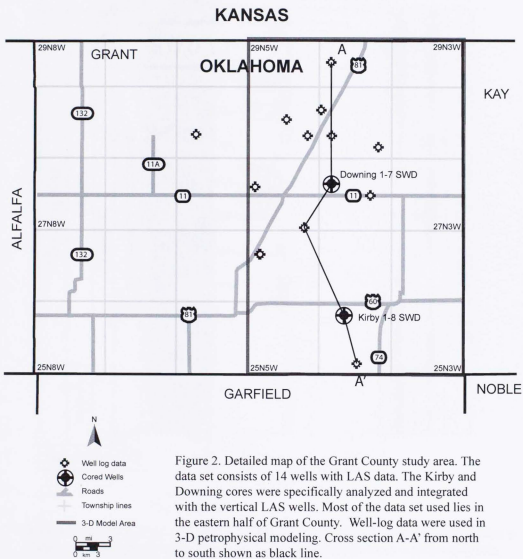 KANSAS
29N8W
GRANT
29N5W
A
29N3W
OKLAHOMA
81
KAY
132
11A
Downing 1-7 SWD
11
11
ALFALFA
27N8W
27N3W
132
60
81
Kirby 1-8 SWD
74
25N8W
25N5W
A'
25N3W
GARFIELD
NOBLE
N
Well log data
Cored Wells
Roads
Township lines
3-D Model Area
0 mi 3
0 km 3
Figure 2. Detailed map of the Grant County study area. The
data set consists of 14 wells with LAS data. The Kirby and
Downing cores were specifically analyzed and integrated
with the vertical LAS wells. Most of the data set used lies in
the eastern half of Grant County. Well-log data were used in
3-D petrophysical modeling. Cross section A-A' from north
to south shown as black line.